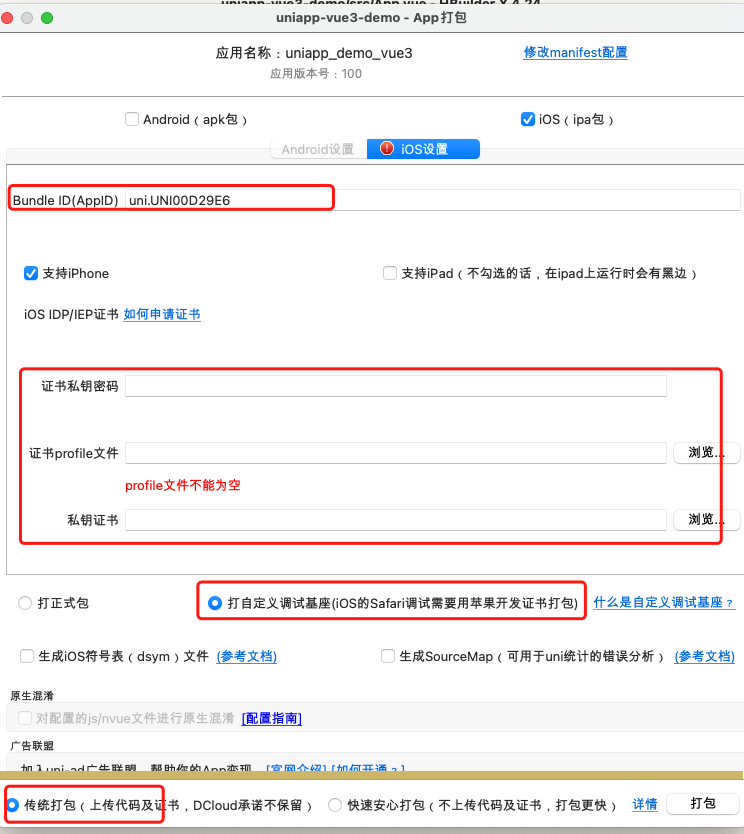 uniapp-vue3-demo/src/App.vue - HBuilder X 4.24
uniapp-vue3-demo - App打包
应用名称：uniapp_demo_vue3 修改manifest配置
应用版本号：100
Android（apk包） iOS（ipa包）
Android设置 iOS设置
Bundle ID(AppID) uni.UNI00D29E6
支持iPhone 支持iPad（不勾选的话，在ipad上运行时会有黑边）
iOS IDP/IEP证书 如何申请证书
证书私钥密码
证书profile文件 浏览...
profile文件不能为空
私钥证书 浏览...
打正式包 打自定义调试基座(iOS的Safari调试需要用苹果开发证书打包) 什么是自定义调试基座？
生成iOS符号表（dsym）文件 (参考文档) 生成SourceMap（可用于uni统计的错误分析） (参考文档)
原生混淆
对配置的js/nvue文件进行原生混淆 [配置指南]
广告联盟
加入uni-ad广告联盟，帮助你的App变现。 [官网介绍] [如何开通？]
传统打包（上传代码及证书，DCloud承诺不保留） 快速安心打包（不上传代码及证书，打包更快） 详情 打包